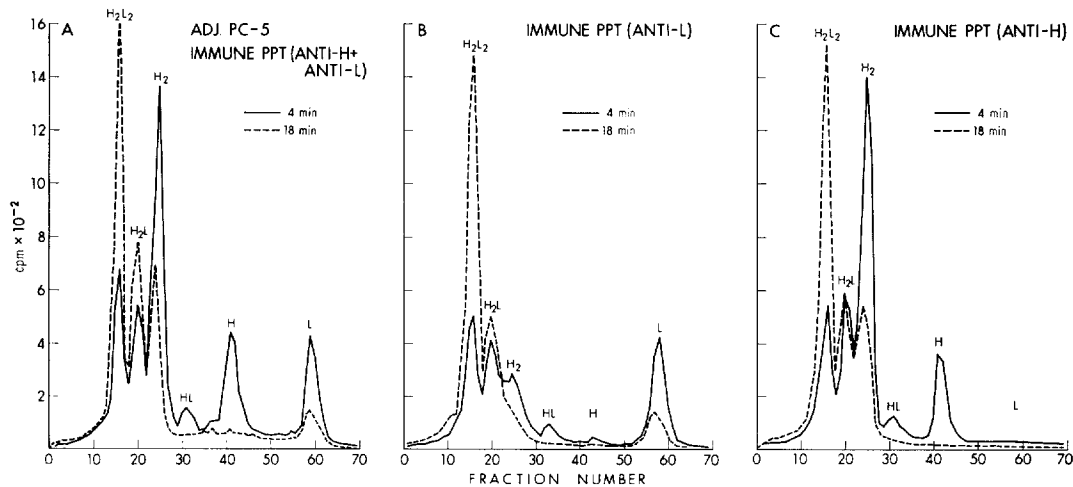 A
ADJ. PC-5
IMMUNE PPT (ANTI-H+
ANTI-L)
4 min
18 min
H₂L₂
H₂L
H₂
HL
H
L
cpm × 10⁻²
16
14
12
10
8
6
4
2
0 10 20 30 40 50 60 70
B
IMMUNE PPT (ANTI-L)
4 min
18 min
H₂L₂
H₂L
H₂
HL
H
L
0 10 20 30 40 50 60 70
C
IMMUNE PPT (ANTI-H)
4 min
18 min
H₂L₂
H₂L
H₂
HL
H
L
0 10 20 30 40 50 60 70
FRACTION NUMBER